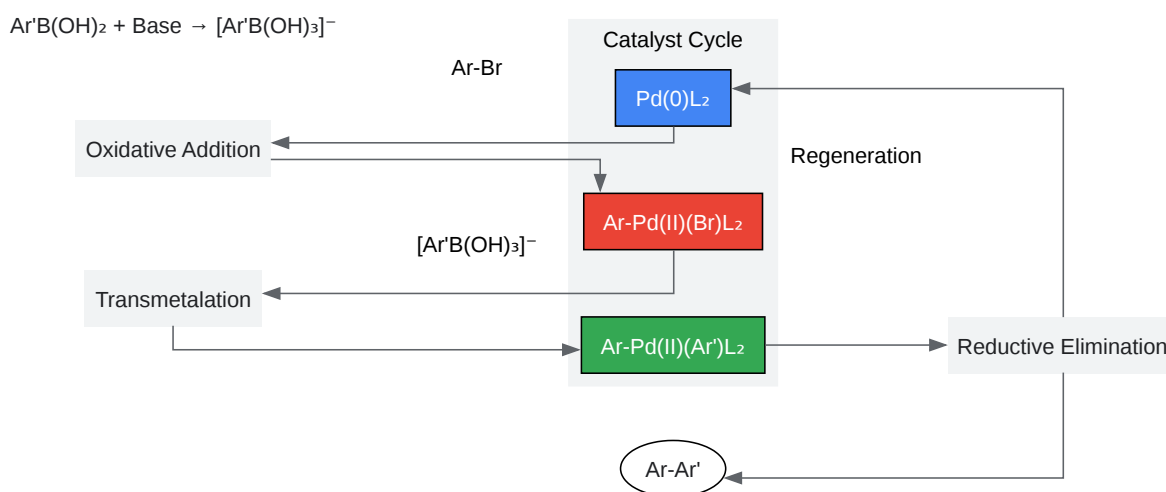 Ar'B(OH)₂ + Base → [Ar'B(OH)₃]⁻
Catalyst Cycle
Ar-Br
Pd(0)L₂
Oxidative Addition
Regeneration
Ar-Pd(II)(Br)L₂
[Ar'B(OH)₃]⁻
Transmetalation
Ar-Pd(II)(Ar')L₂
Reductive Elimination
Ar-Ar'